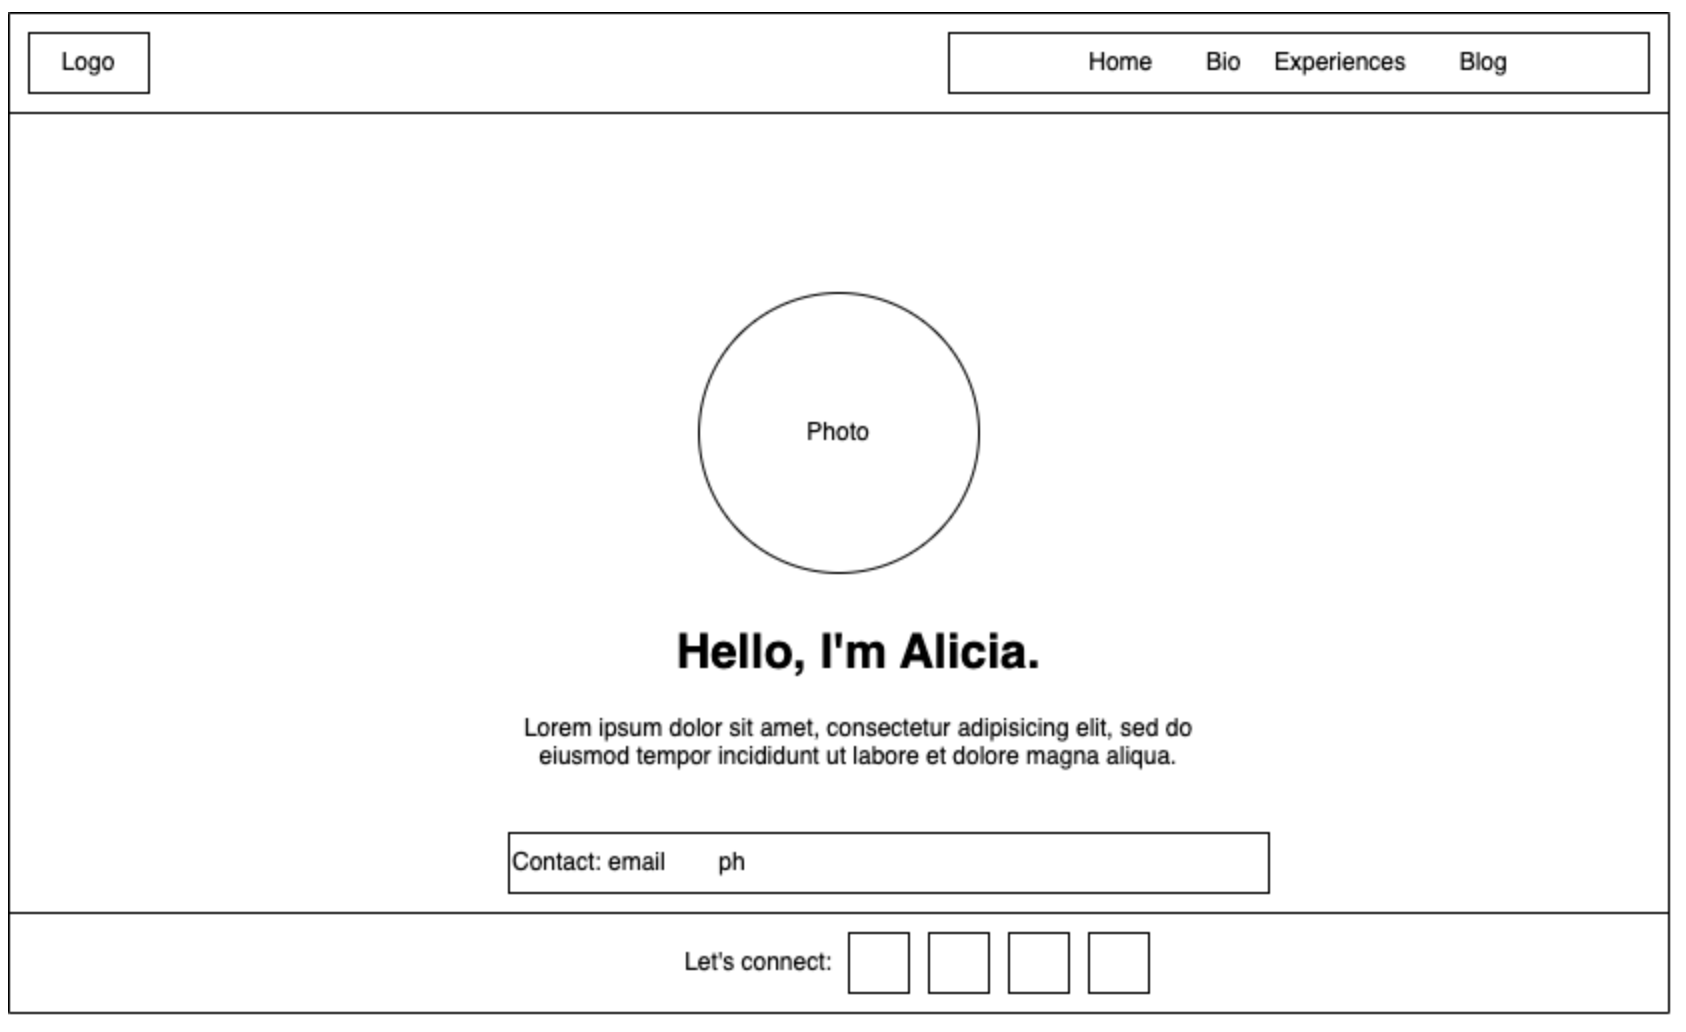 Logo
Home Bio Experiences Blog
Photo
Hello, I'm Alicia.
Lorem ipsum dolor sit amet, consectetur adipisicing elit, sed do
eiusmod tempor incididunt ut labore et dolore magna aliqua.
Contact: email ph
Let's connect: